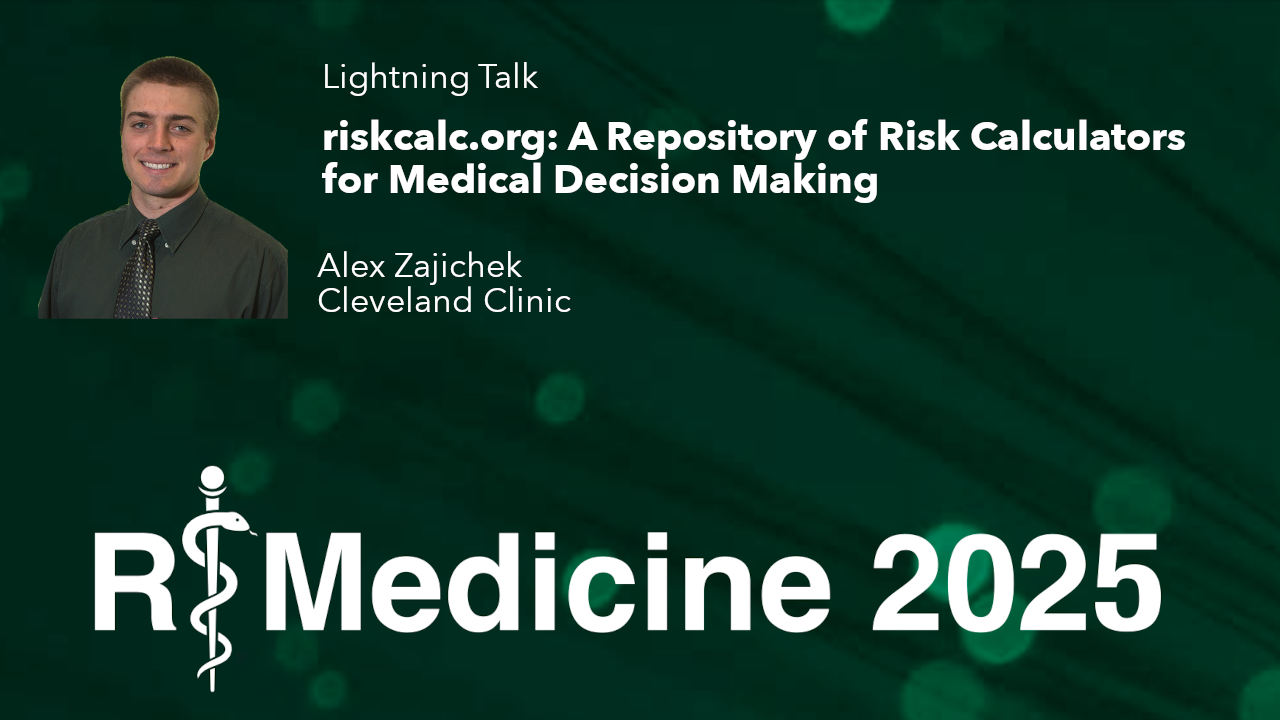 Lightning Talk
riskcalc.org: A Repository of Risk Calculators
for Medical Decision Making
Alex Zajichek
Cleveland Clinic
R Medicine 2025